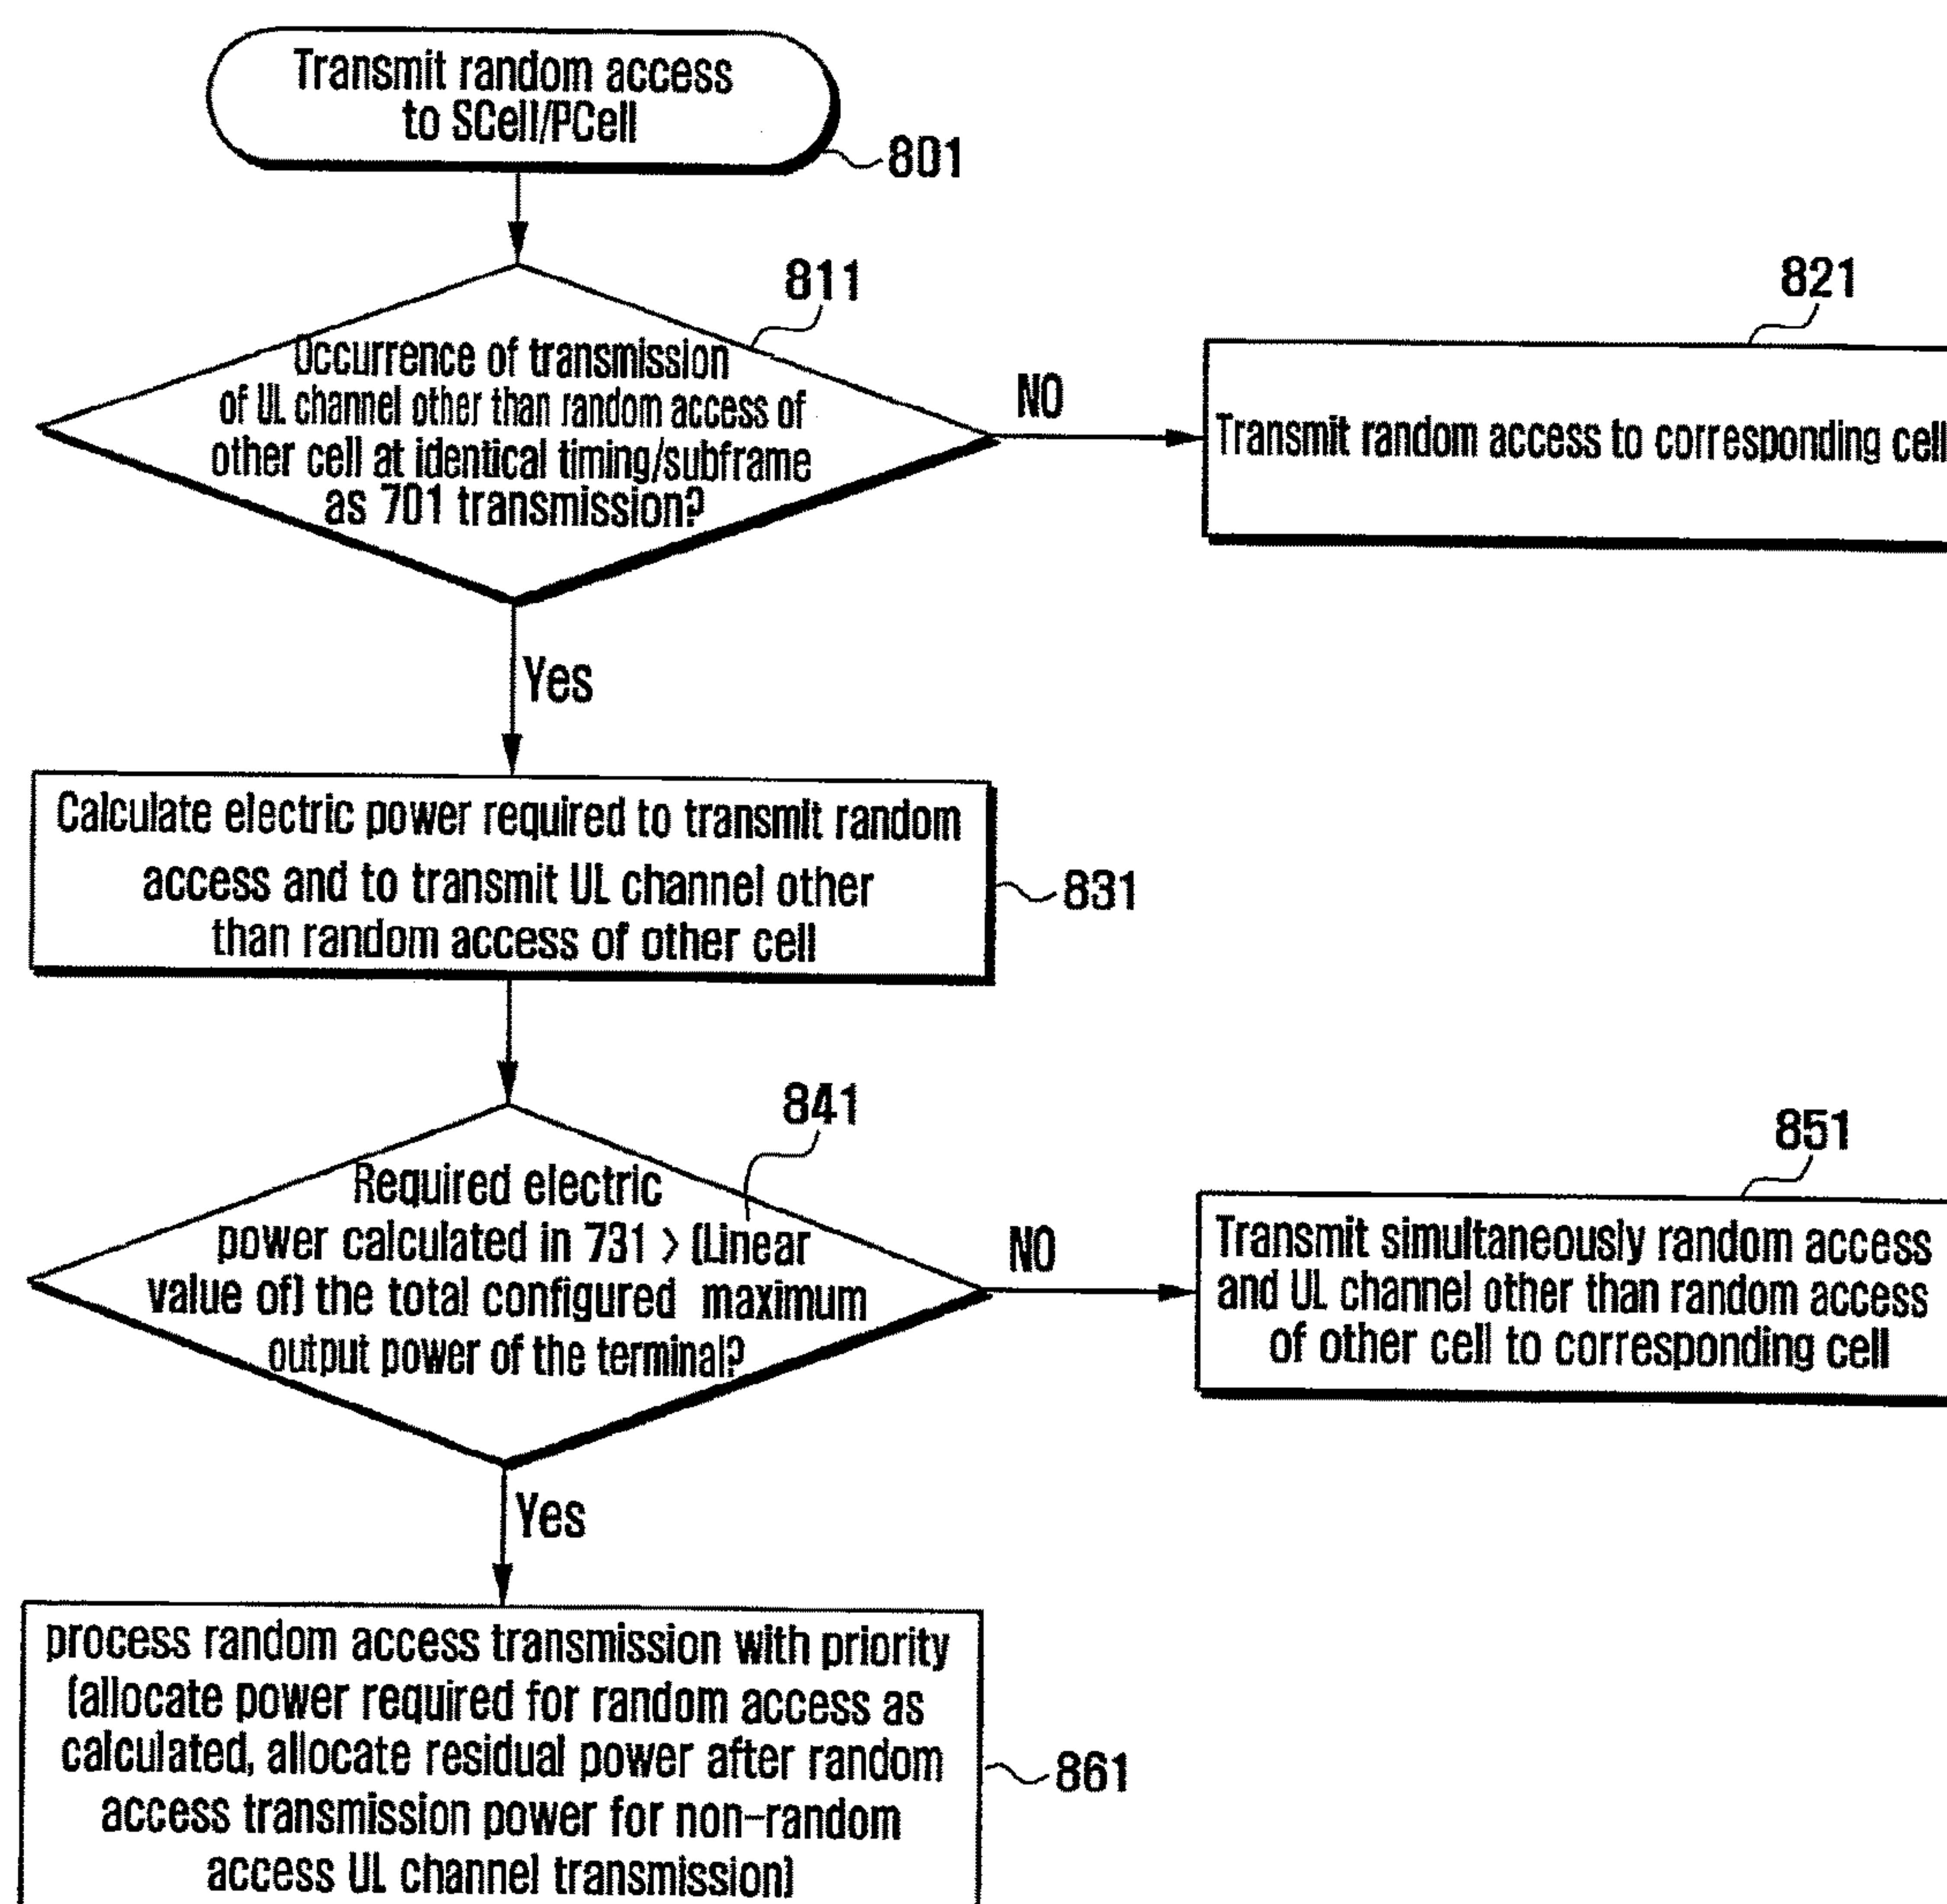 Transmit random access
to SCell/PCell
801
811
Occurrence of transmission
of UL channel other than random access of
other cell at identical timing/subframe
as 701 transmission?
NO
821
Transmit random access to corresponding cell
Yes
Calculate electric power required to transmit random
access and to transmit UL channel other
than random access of other cell
831
841
Required electric
power calculated in 731 > (Linear
value of) the total configured maximum
output power of the terminal?
NO
851
Transmit simultaneously random access
and UL channel other than random access
of other cell to corresponding cell
Yes
process random access transmission with priority
(allocate power required for random access as
calculated, allocate residual power after random
access transmission power for non-random
access UL channel transmission)
861